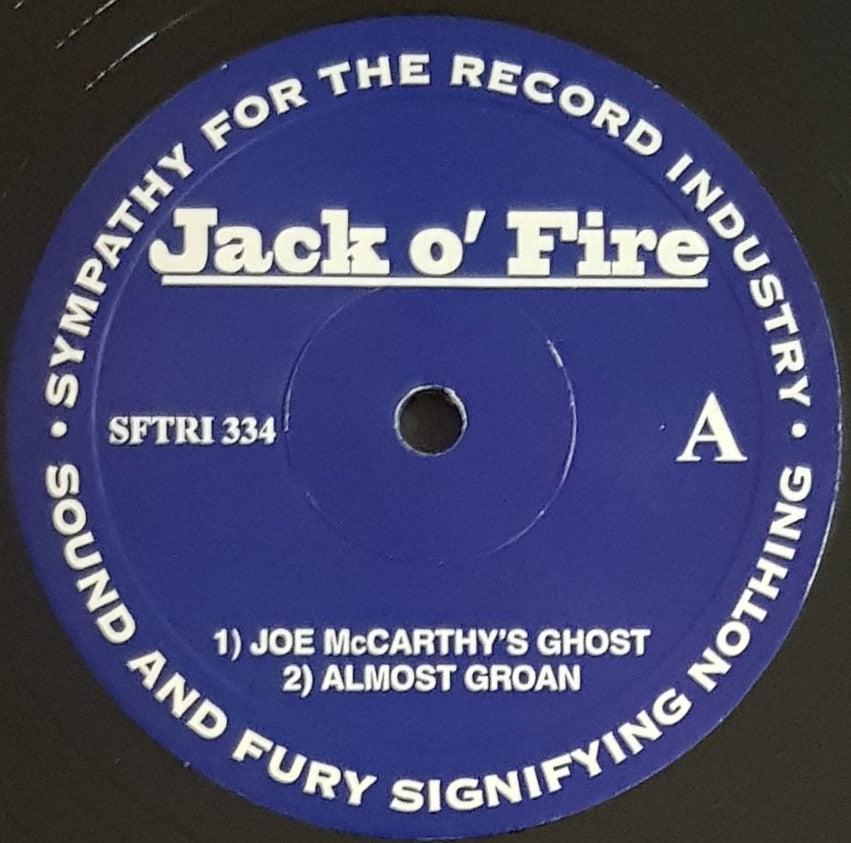 • SYMPATHY FOR THE RECORD INDUSTRY •
Jack o' Fire
SFTRI 334
A
1) JOE McCARTHY'S GHOST
2) ALMOST GROAN
SOUND AND FURY SIGNIFYING NOTHING